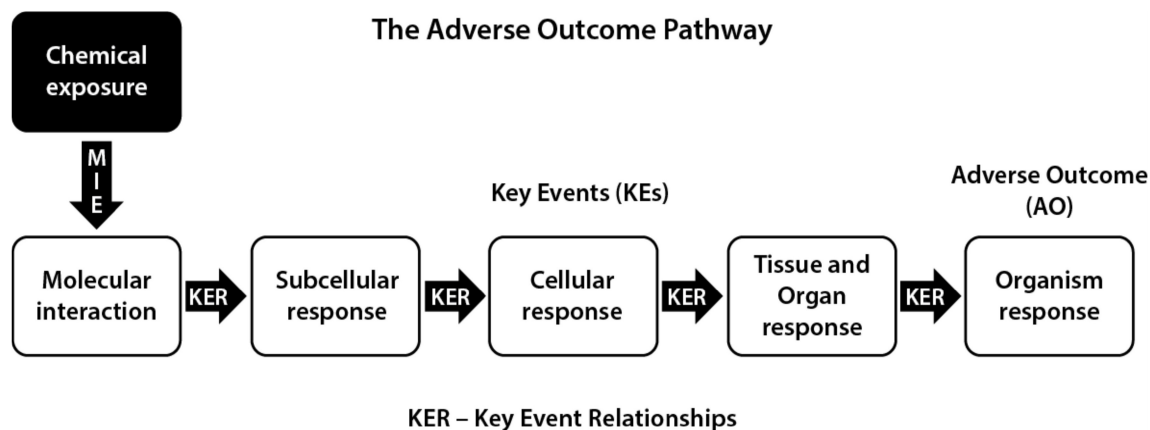 The Adverse Outcome Pathway
Chemical
exposure
M
I
E
Key Events (KEs)
Adverse Outcome
(AO)
Molecular
interaction
KER
Subcellular
response
KER
Cellular
response
KER
Tissue and
Organ
response
KER
Organism
response
KER – Key Event Relationships